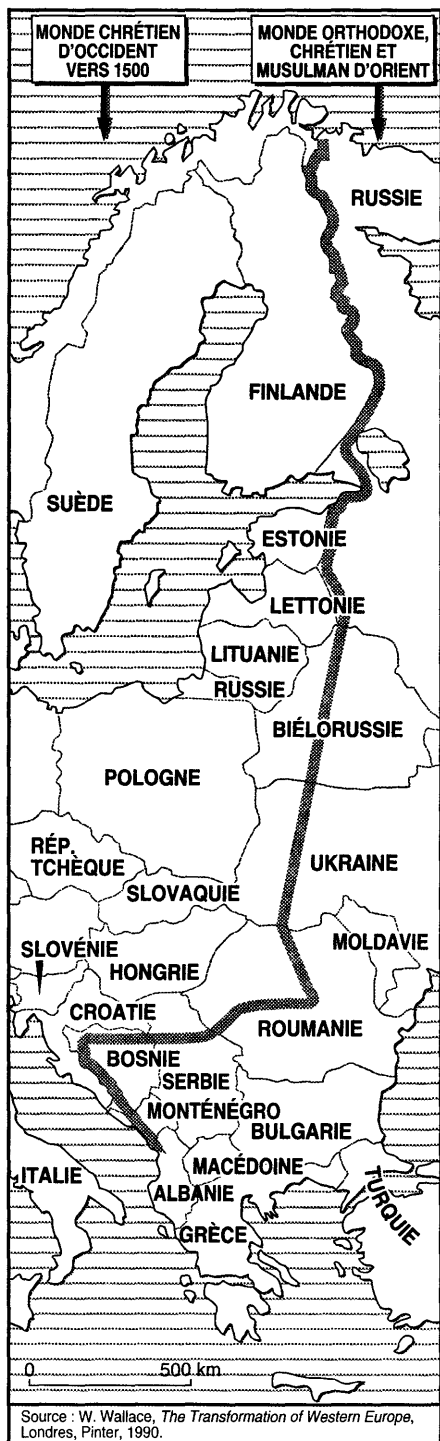 MONDE CHRÉTIEN
D'OCCIDENT
VERS 1500
MONDE ORTHODOXE,
CHRÉTIEN ET
MUSULMAN D'ORIENT
RUSSIE
FINLANDE
SUÈDE
ESTONIE
LETTONIE
LITUANIE
RUSSIE
BIÉLORUSSIE
POLOGNE
RÉP.
TCHÈQUE
UKRAINE
SLOVAQUIE
SLOVÉNIE
MOLDAVIE
HONGRIE
CROATIE
ROUMANIE
BOSNIE
SERBIE
MONTÉNÉGRO
BULGARIE
MACÉDOINE
ITALIE
ALBANIE
TURQUIE
GRÈCE
0 500 km
Source : W. Wallace, The Transformation of Western Europe,
Londres, Pinter, 1990.